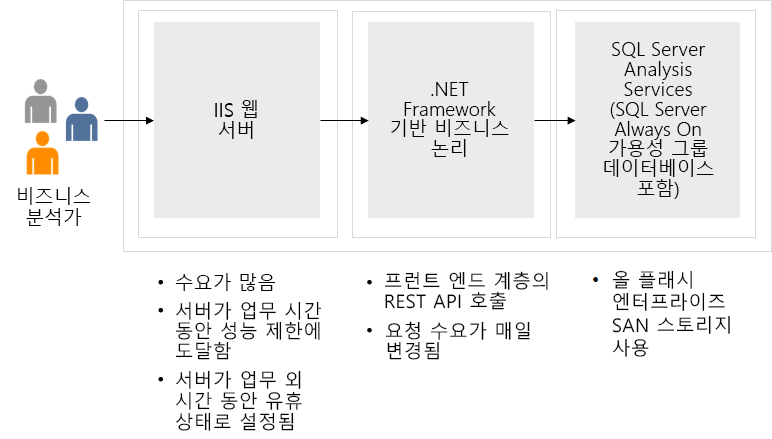 비즈니스
분석가
IIS 웹
서버
.NET
Framework
기반 비즈니스
논리
SQL Server
Analysis
Services
(SQL Server
Always On
가용성 그룹
데이터베이스
포함)
• 수요가 많음
• 서버가 업무 시간
동안 성능 제한에
도달함
• 서버가 업무 외
시간 동안 유휴
상태로 설정됨
• 프런트 엔드 계층의
REST API 호출
• 요청 수요가 매일
변경됨
• 올 플래시
엔터프라이즈
SAN 스토리지
사용